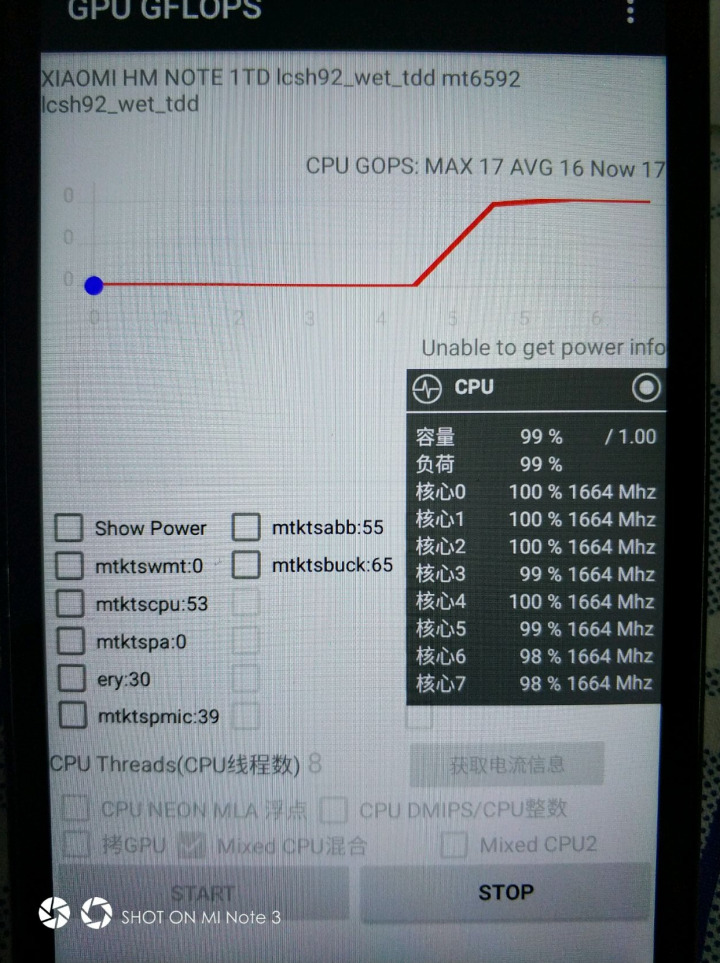 GPU GFLOPS
XIAOMI HM NOTE 1TD lcsh92_wet_tdd mt6592
lcsh92_wet_tdd
CPU GOPS: MAX 17 AVG 16 Now 17
0
0
0
0 1 2 3 4 5 5 6
Unable to get power info
CPU
容量 99 % / 1.00
负荷 99 %
核心0 100 % 1664 Mhz
核心1 100 % 1664 Mhz
核心2 100 % 1664 Mhz
核心3 99 % 1664 Mhz
核心4 100 % 1664 Mhz
核心5 99 % 1664 Mhz
核心6 98 % 1664 Mhz
核心7 98 % 1664 Mhz
Show Power mtktsabb:55
mtktswmt:0 mtktsbuck:65
mtktscpu:53
mtktspa:0
ery:30
mtktspmic:39
CPU Threads(CPU线程数) 8 获取电流信息
CPU NEON MLA 浮点 CPU DMIPS/CPU整数
拷GPU Mixed CPU混合 Mixed CPU2
START STOP
SHOT ON MI Note 3